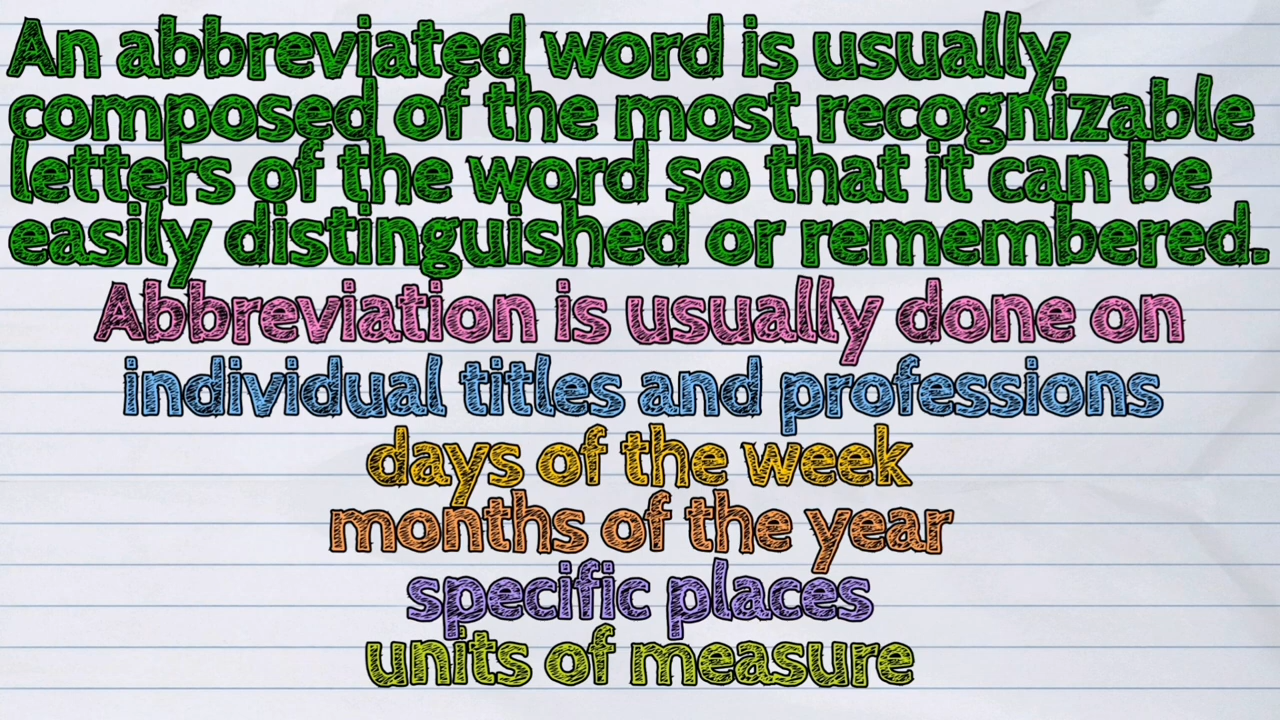 An abbreviated word is usually
composed of the most recognizable
letters of the word so that it can be
easily distinguished or remembered.
Abbreviation is usually done on
individual titles and professions
days of the week
months of the year
specific places
units of measure